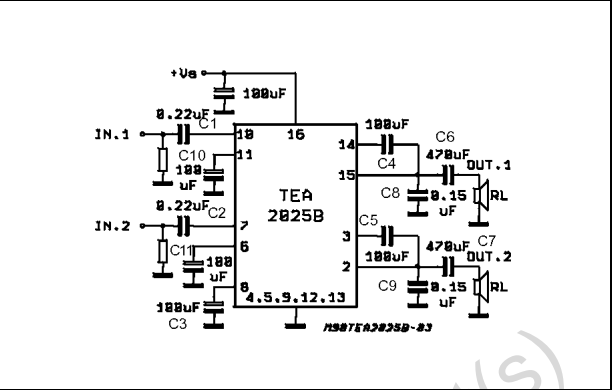 +Vs
100uF
0.22uF
C1
IN.1
10
16
C10
11
100
uF
100uF
14
C4
15
C6
470uF
OUT.1
C8
0.15
uF
RL
TEA
2025B
0.22uF
C2
IN.2
7
C11
6
100
uF
8
4.5.9.12.13
100uF
C3
C5
3
100uF
2
470uF
C7
OUT.2
C9
0.15
uF
RL
M90TEA2025B-03
(s)